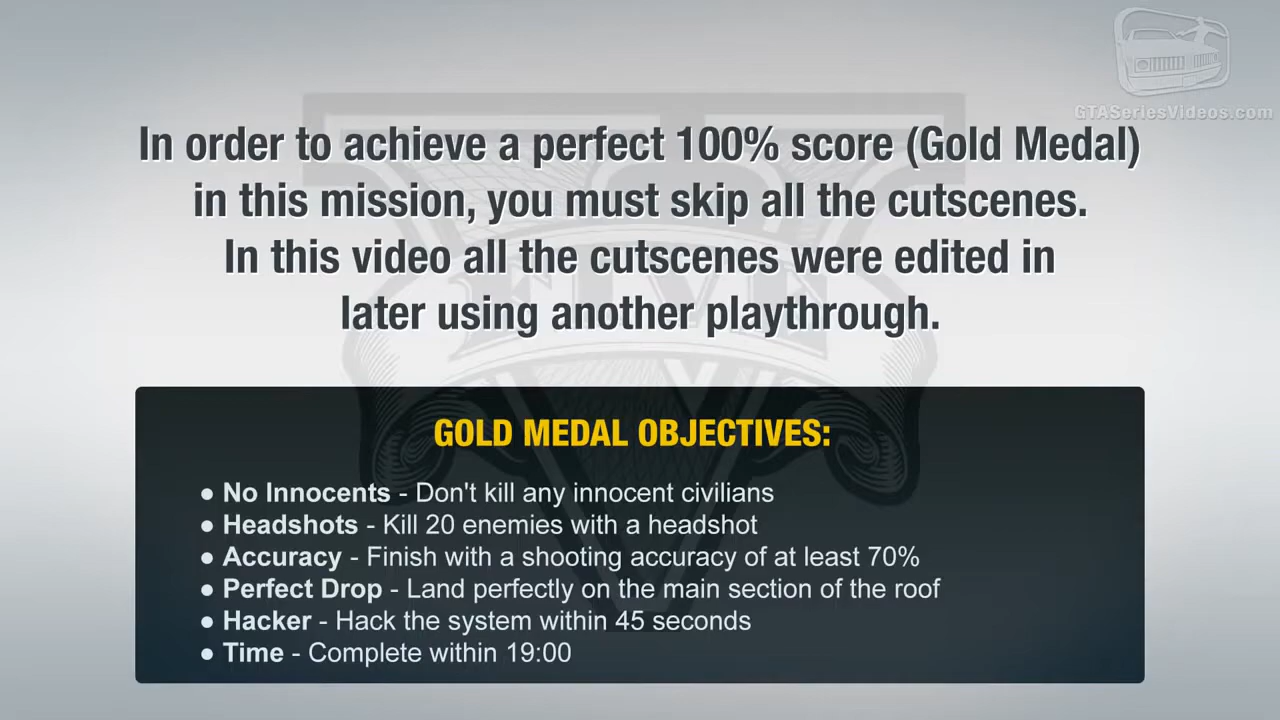 GTASeriesVideos.com
In order to achieve a perfect 100% score (Gold Medal)
in this mission, you must skip all the cutscenes.
In this video all the cutscenes were edited in
later using another playthrough.
FIVE
GOLD MEDAL OBJECTIVES:
● No Innocents - Don't kill any innocent civilians
● Headshots - Kill 20 enemies with a headshot
● Accuracy - Finish with a shooting accuracy of at least 70%
● Perfect Drop - Land perfectly on the main section of the roof
● Hacker - Hack the system within 45 seconds
● Time - Complete within 19:00